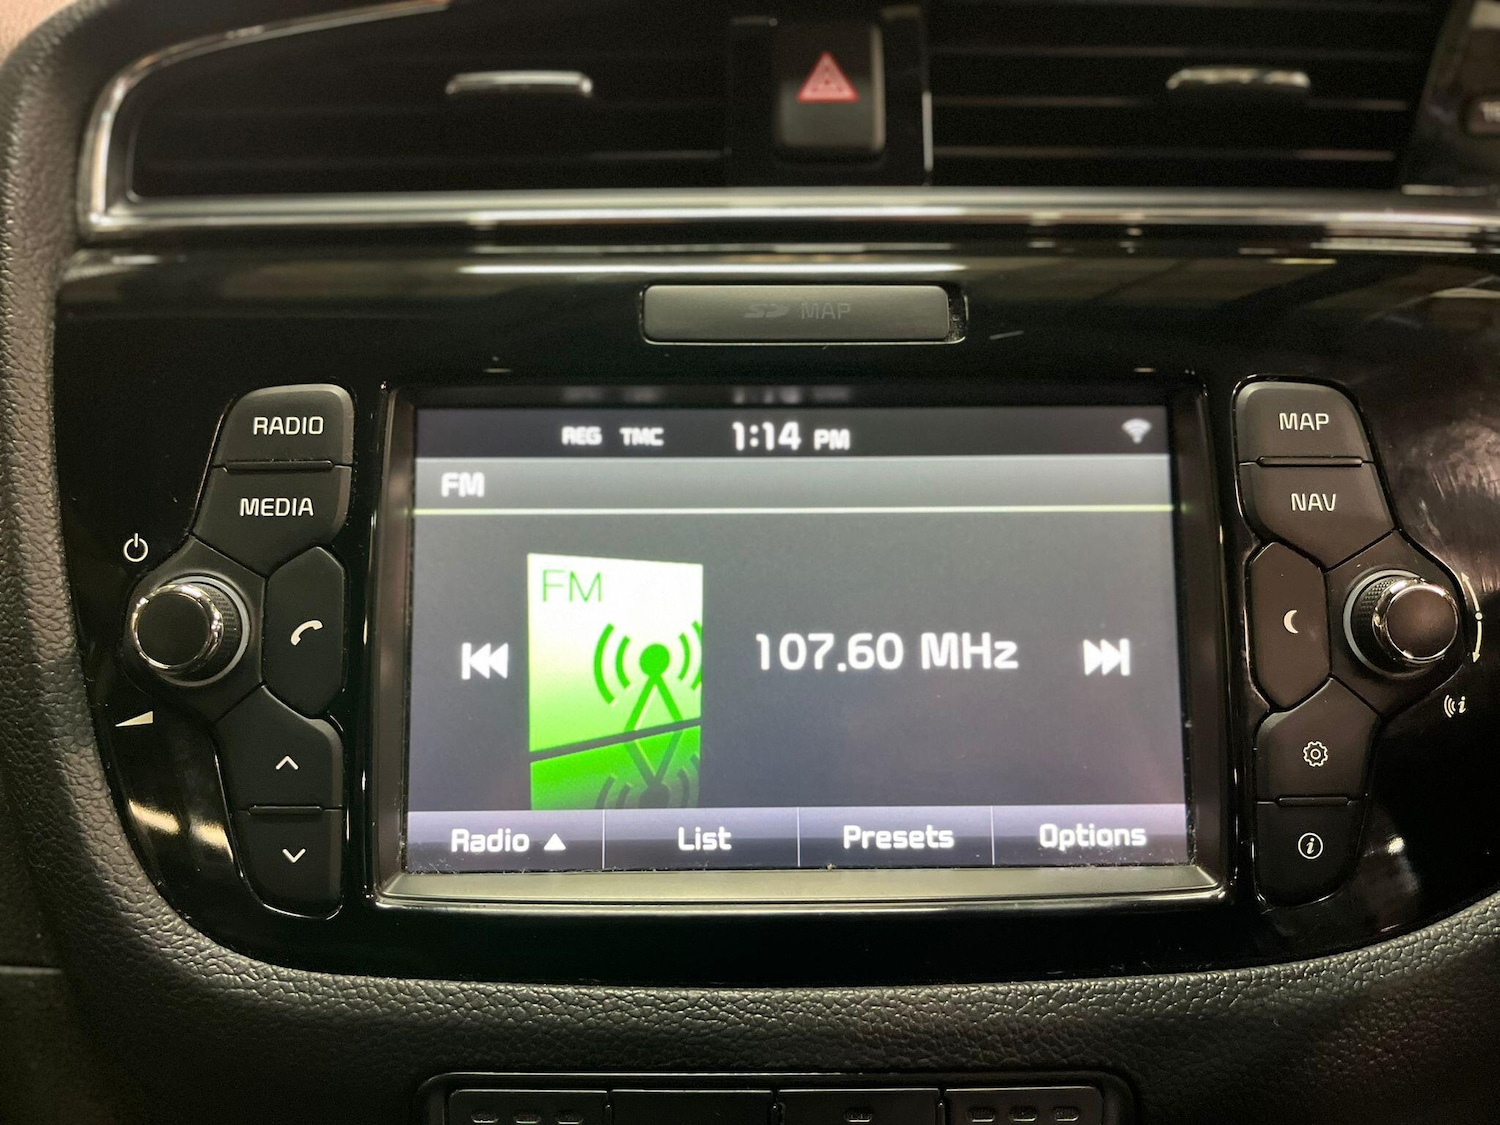 SD MAP
RADIO
MEDIA
MAP
NAV
REG TMC 1:14 PM
FM
FM
107.60 MHz
Radio List Presets Options